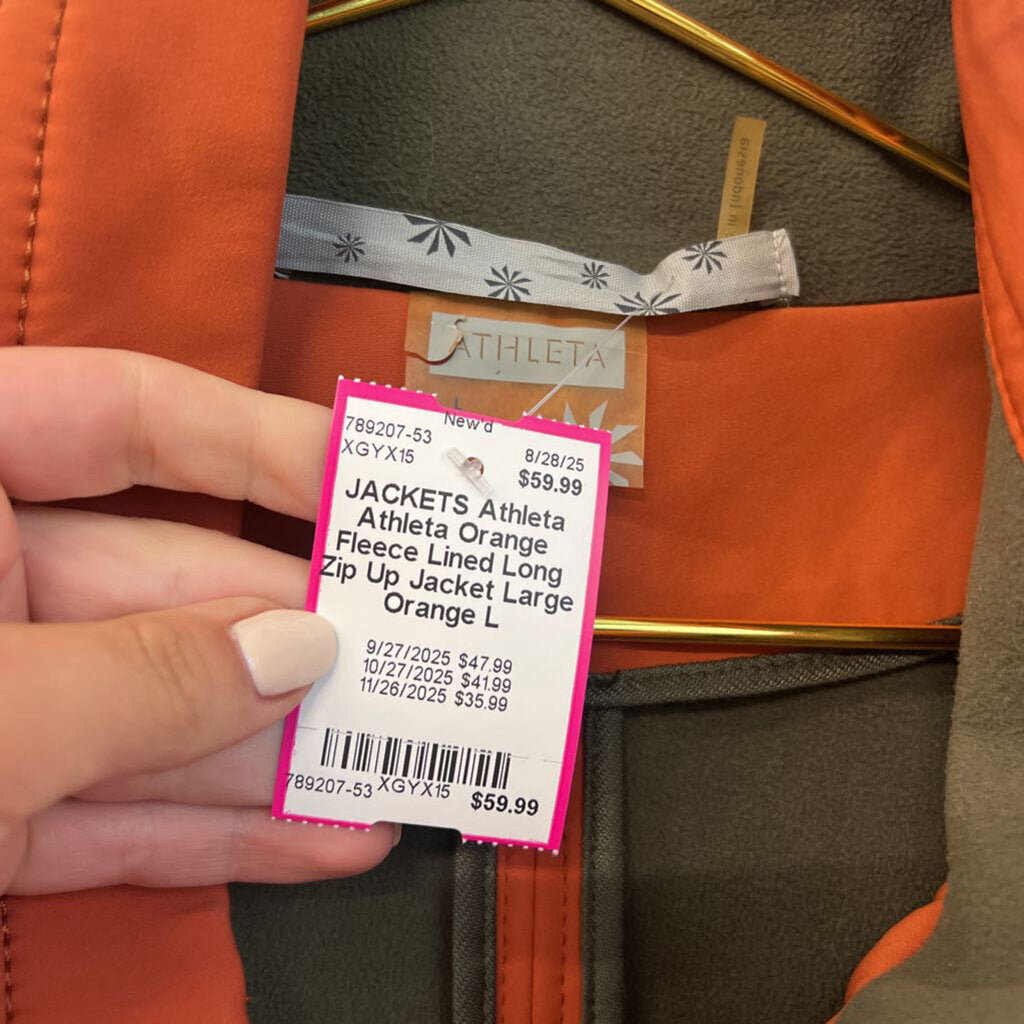 in Indonesia
ATHLETA
L
New'd
789207-53
XGYX15
8/28/25
$59.99
JACKETS Athleta
Athleta Orange
Fleece Lined Long
Zip Up Jacket Large
Orange L
9/27/2025 $47.99
10/27/2025 $41.99
11/26/2025 $35.99
789207-53 XGYX15 $59.99